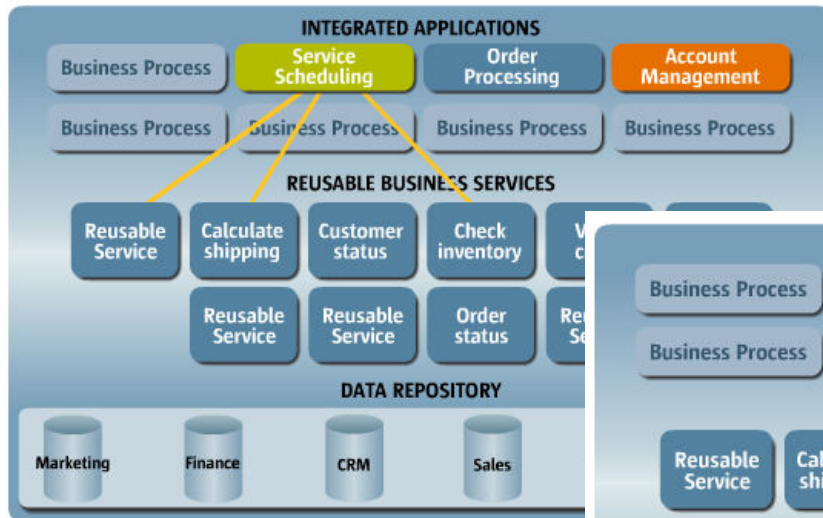 INTEGRATED APPLICATIONS
Business Process
Service
Scheduling
Order
Processing
Account
Management
Business Process
Business Process
Business Process
Business Process
REUSABLE BUSINESS SERVICES
Reusable
Service
Calculate
shipping
Customer
status
Check
inventory
Reusable
Service
Reusable
Service
Order
status
DATA REPOSITORY
Marketing
Finance
CRM
Sales
Business Process
Business Process
Reusable
Service